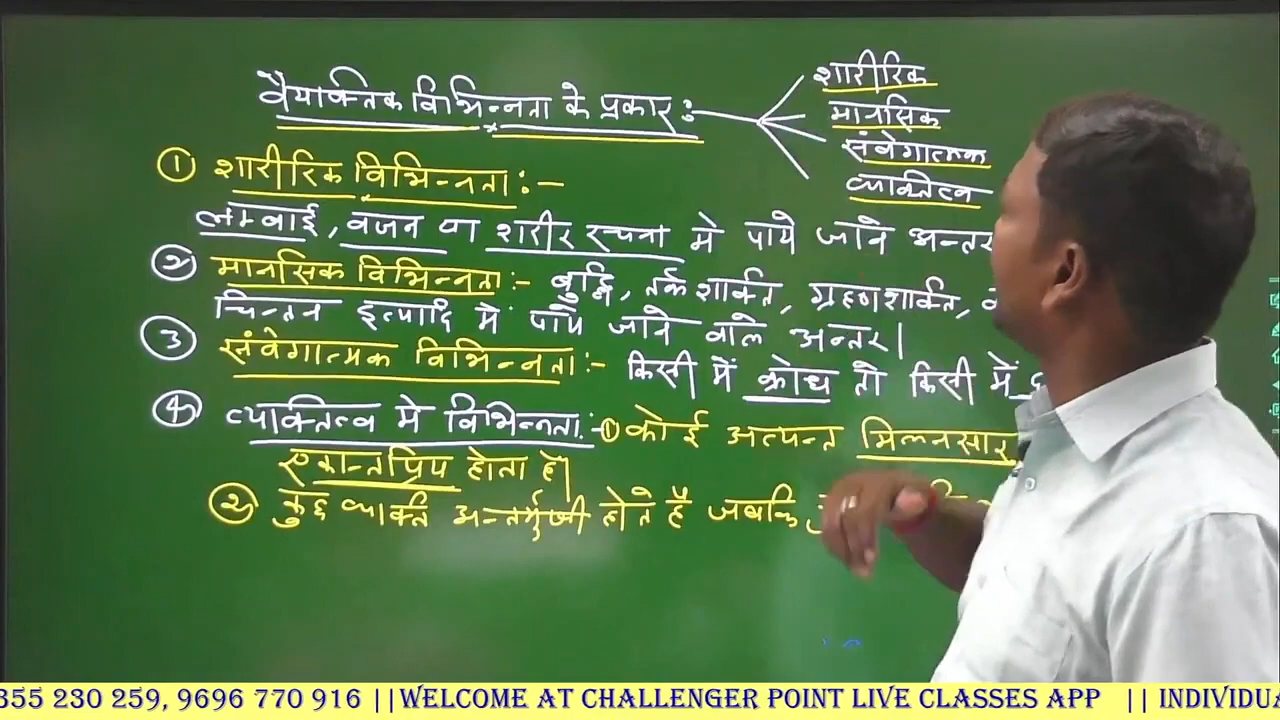 वैयाक्तिक विभिन्नता के प्रकार :
शारीरिक
मानसिक
संवेगात्मक
व्यक्तित्व
① शारीरिक विभिन्नता :-
लम्बाई, वजन या शरीर रचना मे पाये जाने अन्तर
② मानसिक विभिन्नता :- बुद्धि, तर्कशक्ति, ग्रहणशक्ति,
चिन्तन इत्यादि में पाये जाने वाले अन्तर।
③ संवेगात्मक विभिन्नता :- किसी में क्रोध तो किसी में
④ व्यक्तित्व मे विभिन्नता :- ① कोई अत्यन्त मिलनसार
एकान्तप्रिय होता है।
② कुछ व्यक्ति अन्तर्मुखी होते है जबकि
355 230 259, 9696 770 916 ||WELCOME AT CHALLENGER POINT LIVE CLASSES APP || INDIVIDUA